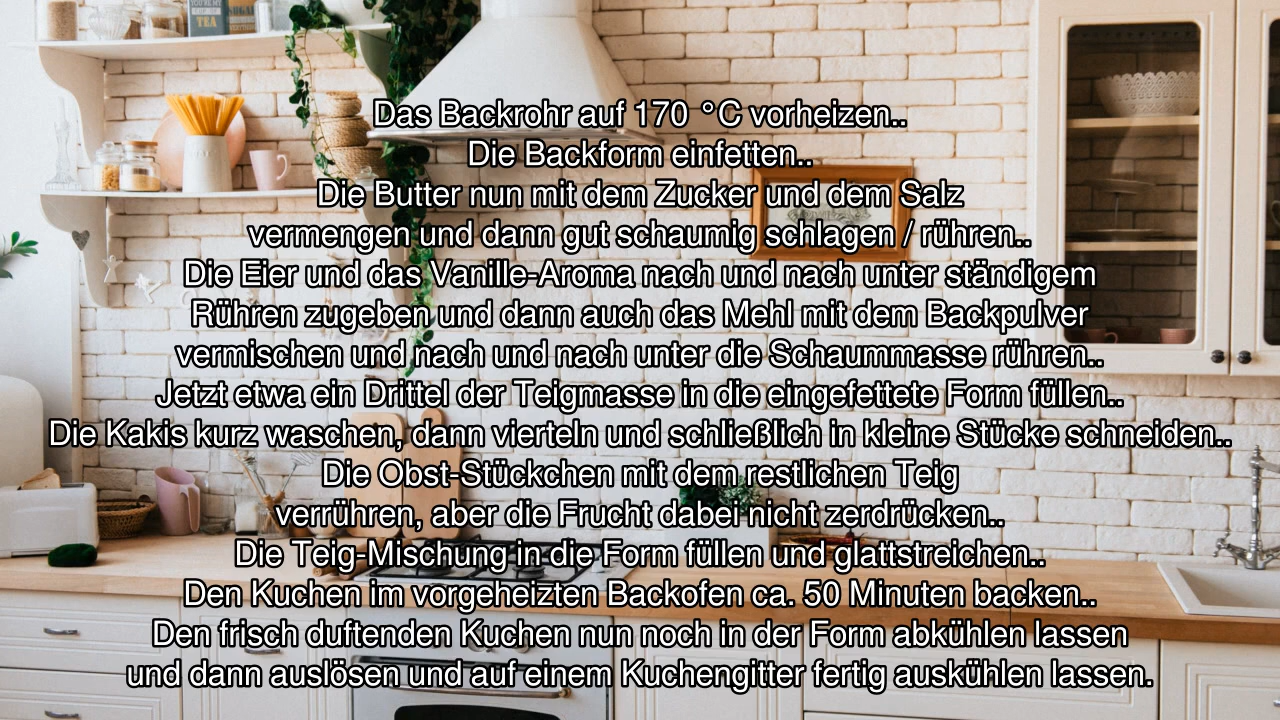 YOU'RE MY
TEA
SUGAR
Das Backrohr auf 170 °C vorheizen..
Die Backform einfetten..
Die Butter nun mit dem Zucker und dem Salz
vermengen und dann gut schaumig schlagen / rühren..
Die Eier und das Vanille-Aroma nach und nach unter ständigem
Rühren zugeben und dann auch das Mehl mit dem Backpulver
vermischen und nach und nach unter die Schaummasse rühren..
Jetzt etwa ein Drittel der Teigmasse in die eingefettete Form füllen..
Die Kakis kurz waschen, dann vierteln und schließlich in kleine Stücke schneiden..
Die Obst-Stückchen mit dem restlichen Teig
verrühren, aber die Frucht dabei nicht zerdrücken..
Die Teig-Mischung in die Form füllen und glattstreichen..
Den Kuchen im vorgeheizten Backofen ca. 50 Minuten backen..
Den frisch duftenden Kuchen nun noch in der Form abkühlen lassen
und dann auslösen und auf einem Kuchengitter fertig auskühlen lassen.